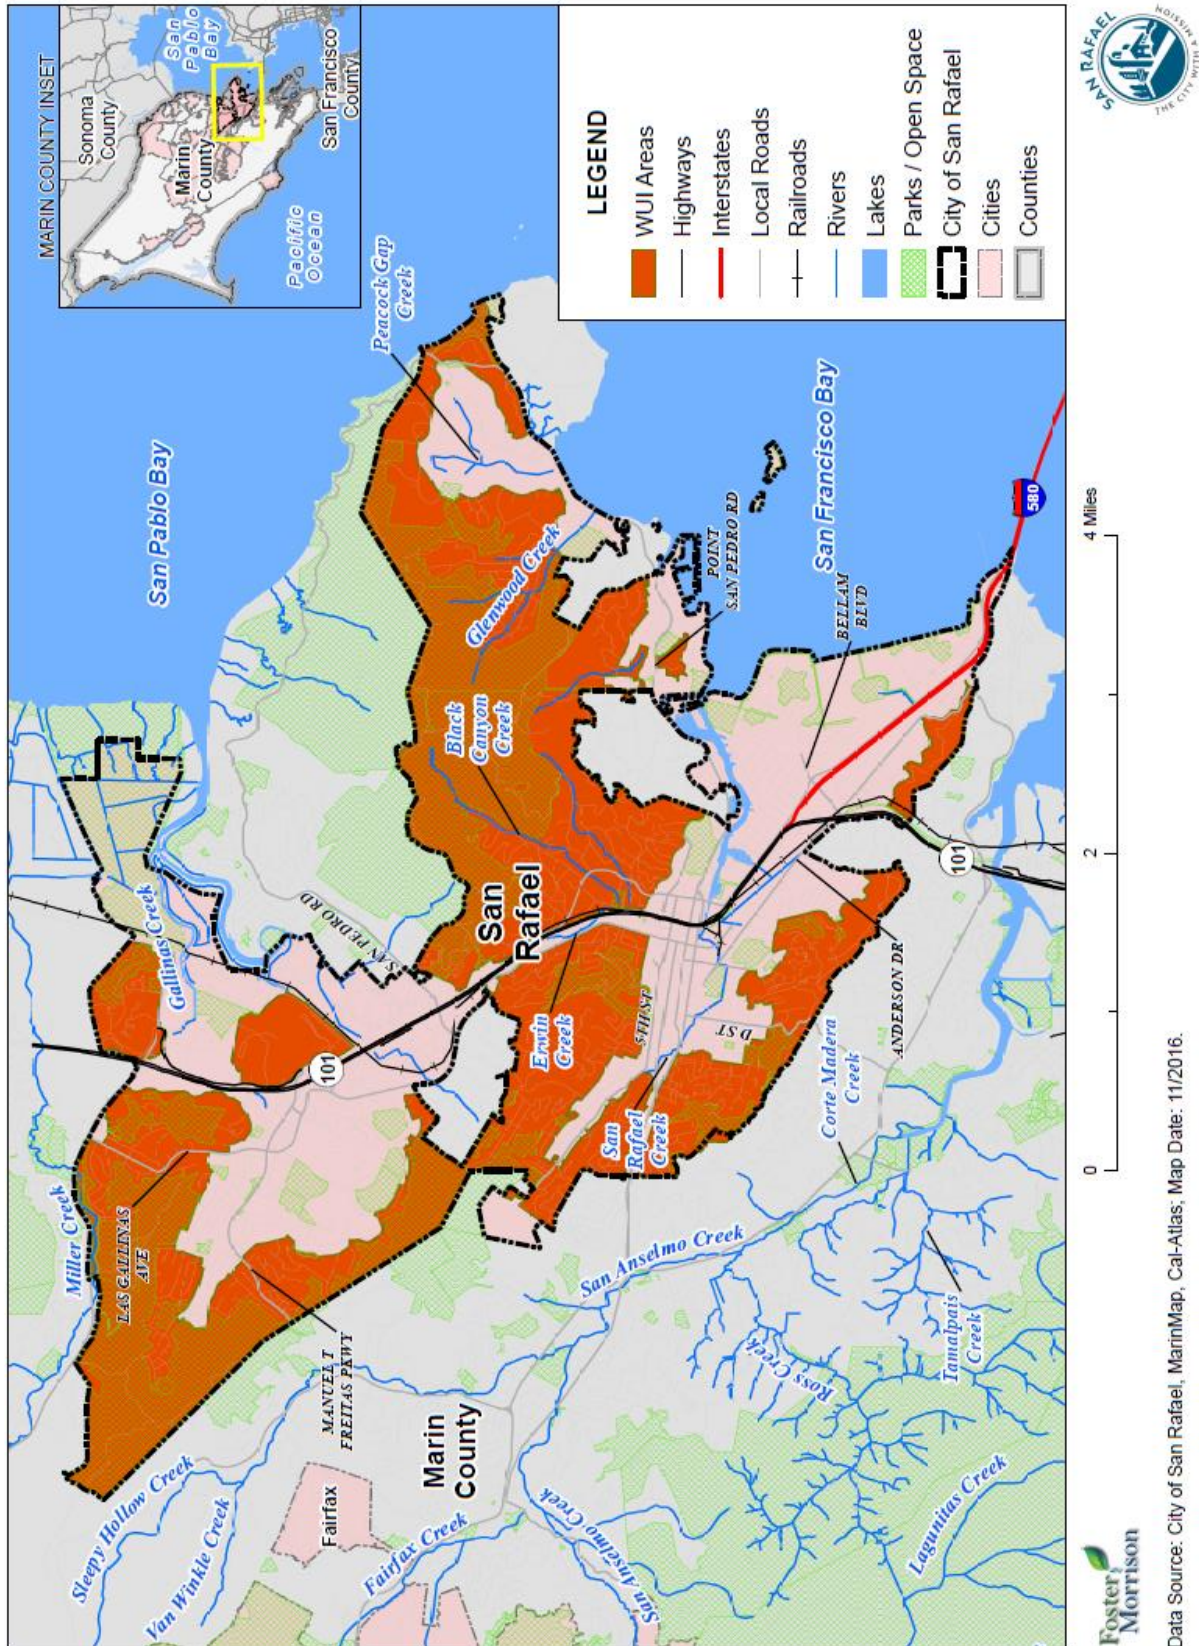 MARIN COUNTY INSET
Sonoma
County
San
Pablo
Bay
Marin
County
Pacific
Ocean
San Francisco
County
LEGEND
WUI Areas
Highways
Interstates
Local Roads
Railroads
Rivers
Lakes
Parks / Open Space
City of San Rafael
Cities
Counties
San Pablo Bay
Peacock Gap
Creek
Miller Creek
LAS GALLINAS
AVE
Gallinas Creek
101
SAN PEDRO RD
MANUEL T
FREITAS PKWY
Sleepy Hollow Creek
Van Winkle Creek
Fairfax
Fairfax Creek
Marin
County
San
Rafael
Black
Canyon
Creek
Glenwood Creek
Erwin
Creek
5TH ST
D ST
San
Rafael
Creek
POINT
SAN PEDRO RD
San Francisco Bay
BELLAM
BLVD
580
101
ANDERSON DR
Corte Madera
Creek
San Anselmo Creek
San Anselmo Creek
Ross Creek
Tamalpais
Creek
Lagunitas Creek
0
2
4 Miles
Foster
Morrison
Data Source: City of San Rafael, MarinMap, Cal-Atlas, Map Date: 11/2016.
SAN RAFAEL
THE CITY WITH A MISSION